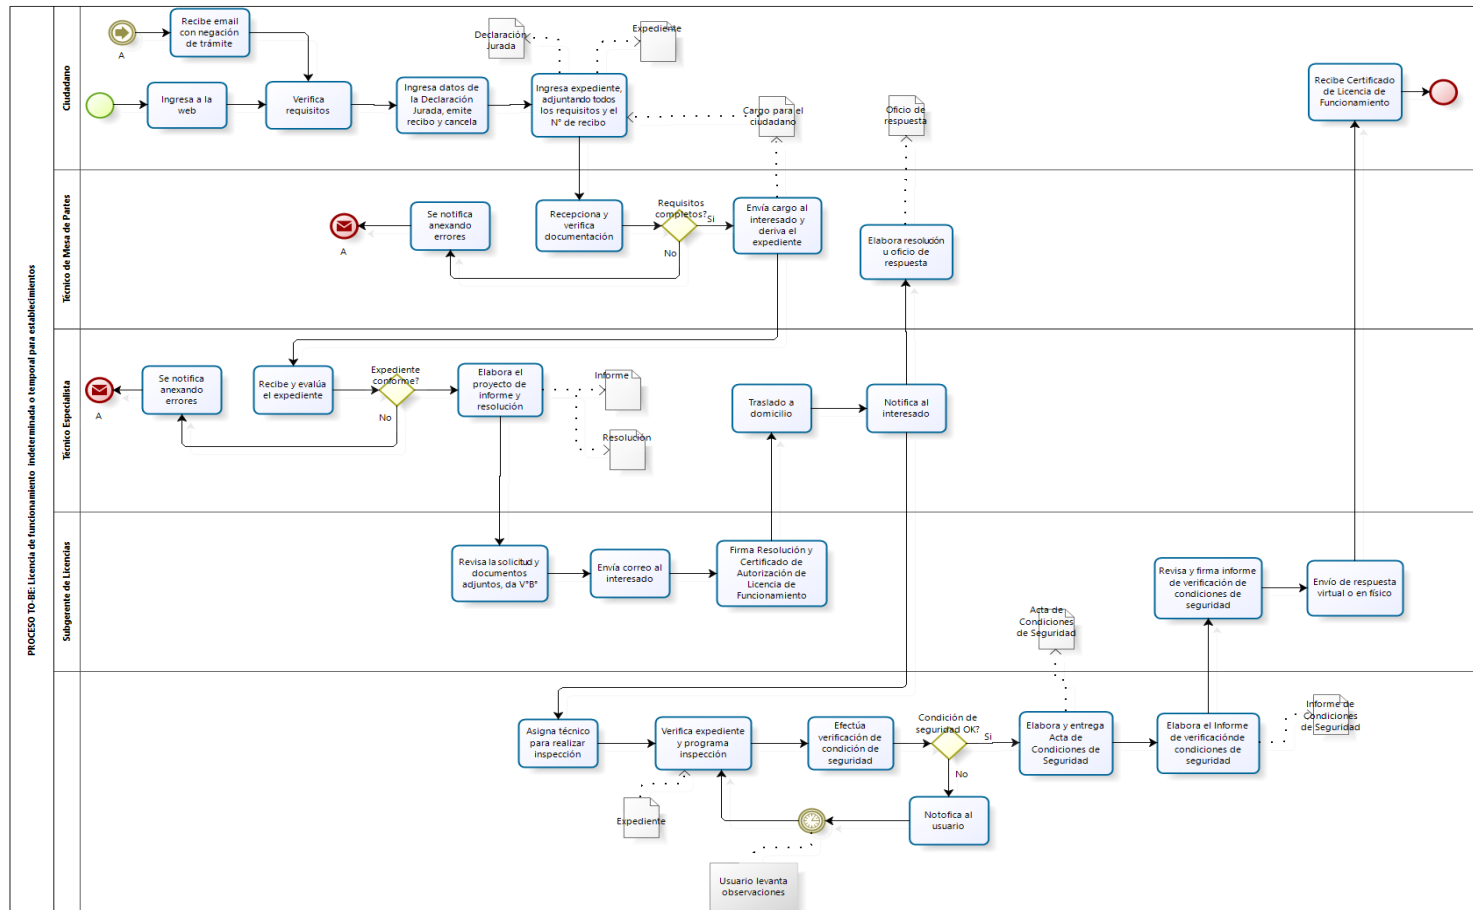 PROCESO TO-BE: Licencia de funcionamiento indeterminada o temporal para establecimientos
Ciudadano
Recibe email
con negación
de trámite
A
Ingresa a la
web
Verifica
requisitos
Ingresa datos de
la Declaración
Jurada, emite
recibo y cancela
Declaración
Jurada
Expediente
Ingresa expediente,
adjuntando todos
los requisitos y el
N° de recibo
Cargo para el
ciudadano
Oficio de
respuesta
Recibe Certificado
de Licencia de
Funcionamiento
Técnico de Mesa de Partes
A
Se notifica
anexando
errores
Recepciona y
verifica
documentación
Requisitos
completos?
Si
No
Envía cargo al
interesado y
deriva el
expediente
Elabora resolución
u oficio de
respuesta
Técnico Especialista
A
Se notifica
anexando
errores
Recibe y evalúa
el expediente
Expediente
conforme?
No
Elabora el
proyecto de
informe y
resolución
Informe
Resolución
Traslado a
domicilio
Notifica al
interesado
Subgerente de Licencias
Revisa la solicitud y
documentos
adjuntos, da V°B°
Envía correo al
interesado
Firma Resolución y
Certificado de
Autorización de
Licencia de
Funcionamiento
Acta de
Condiciones
de Seguridad
Revisa y firma informe
de verificación de
condiciones de
seguridad
Envío de respuesta
virtual o en físico
Asigna técnico
para realizar
inspección
Verifica expediente
y programa
inspección
Efectúa
verificación de
condición de
seguridad
Condición de
seguridad OK?
Si
No
Elabora y entrega
Acta de
Condiciones de
Seguridad
Elabora el Informe
de verificaciónde
condiciones de
seguridad
Informe de
Condiciones
de Seguridad
Expediente
Notofica al
usuario
Usuario levanta
observaciones